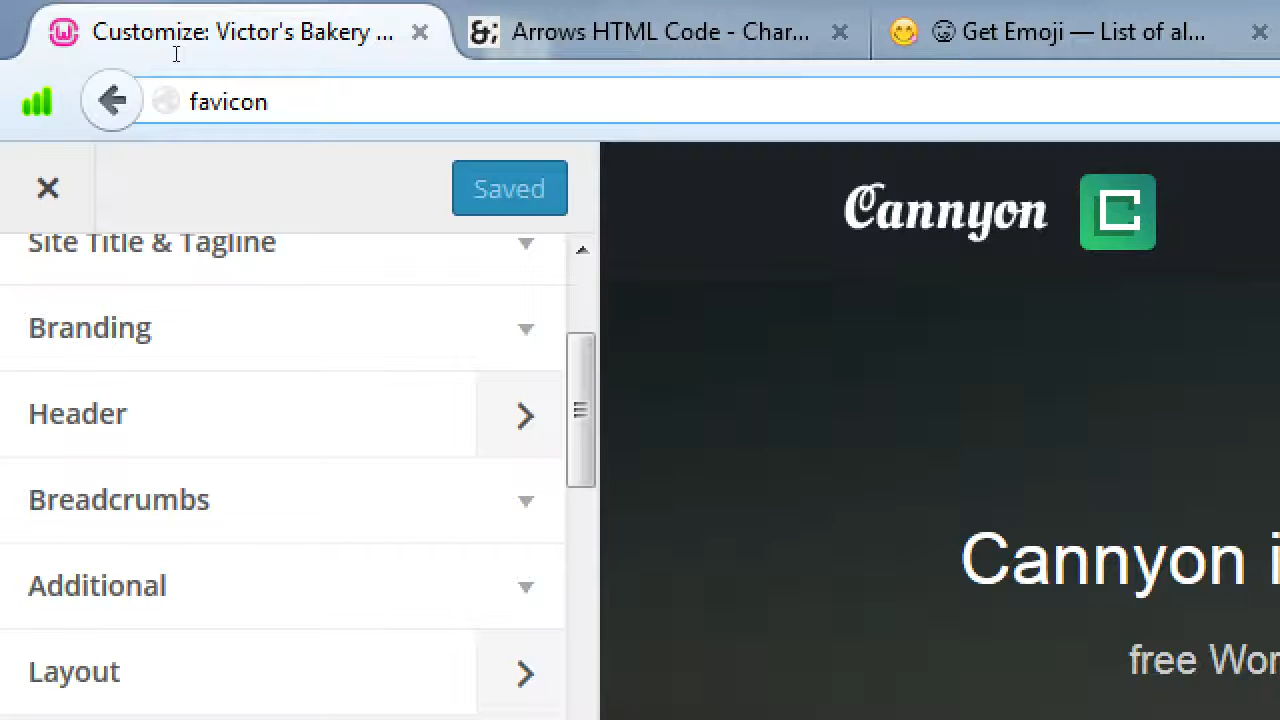 Customize: Victor's Bakery ...
Arrows HTML Code - Char...
Get Emoji — List of al...
favicon
Saved
Cannyon
Site Title & Tagline
Branding
Header
Breadcrumbs
Additional
Layout
Cannyon i
free Wor